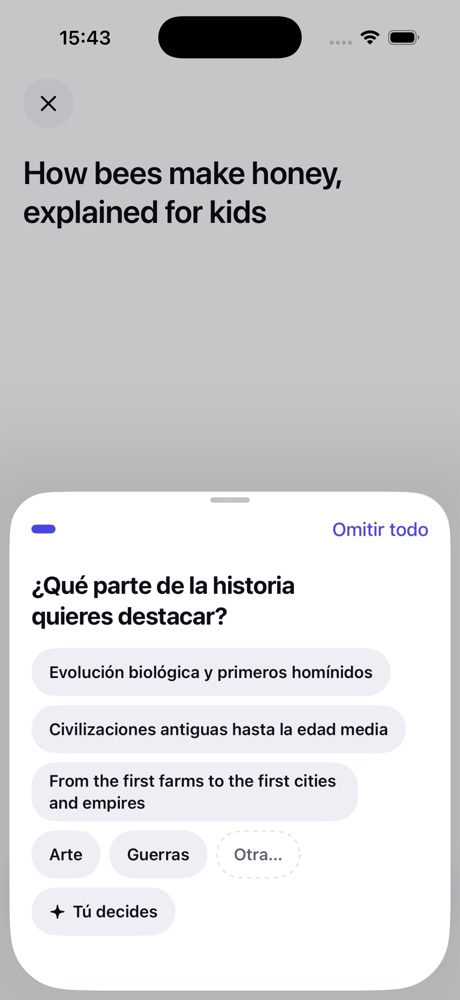 15:43
How bees make honey,
explained for kids
Omitir todo
¿Qué parte de la historia
quieres destacar?
Evolución biológica y primeros homínidos
Civilizaciones antiguas hasta la edad media
From the first farms to the first cities
and empires
Arte
Guerras
Otra...
Tú decides